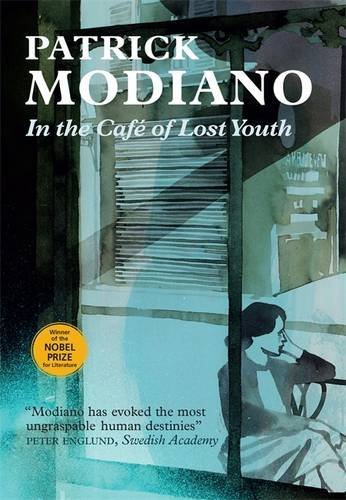 PATRICK
MODIANO
In the Café of Lost Youth
Winner
of the
NOBEL
PRIZE
for Literature
“Modiano has evoked the most
ungraspable human destinies”
PETER ENGLUND, Swedish Academy